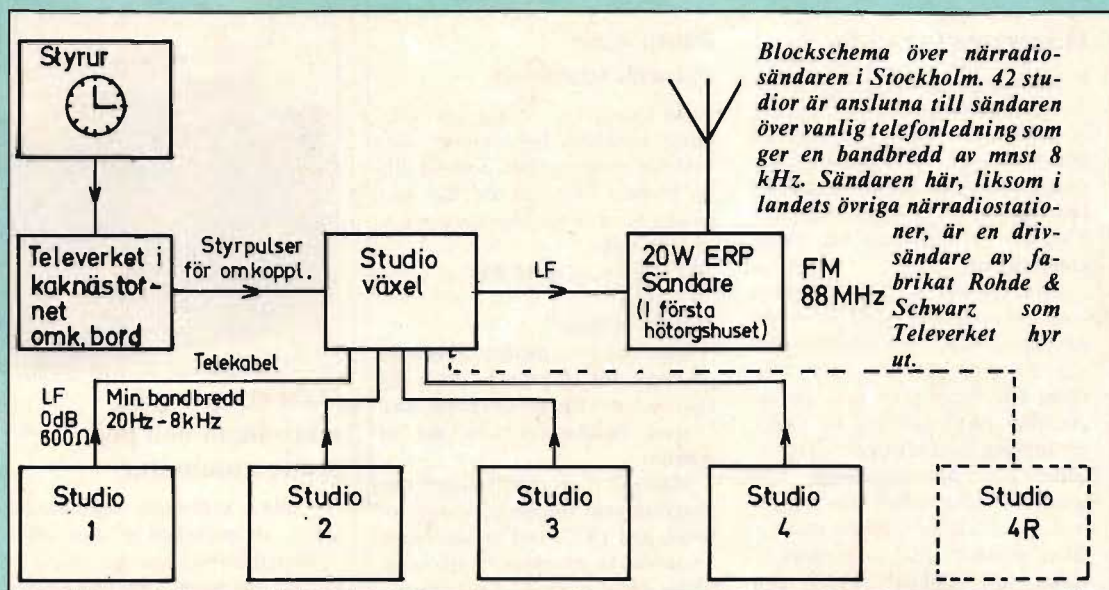 Styrur
Blockschema över närradio-
sändaren i Stockholm. 42 stu-
dior är anslutna till sändaren
över vanlig telefonledning som
ger en bandbredd av mnst 8
kHz. Sändaren här, liksom i
landets övriga närradiostatio-
ner, är en driv-
sändare av fa-
brikat Rohde &
Schwarz som
Televerket hyr
ut.
Televerket i
kaknästor-
net
omk, bord
Styrpulser
för omkoppl.
Studio
växel
LF
20W ERP
Sändare
(I första
hötorgshuset)
FM
88 MHz
Telekabel
LF
0dB
600Ω
Min. bandbredd
20Hz-8kHz
Studio
1
Studio
2
Studio
3
Studio
4
Studio
4R